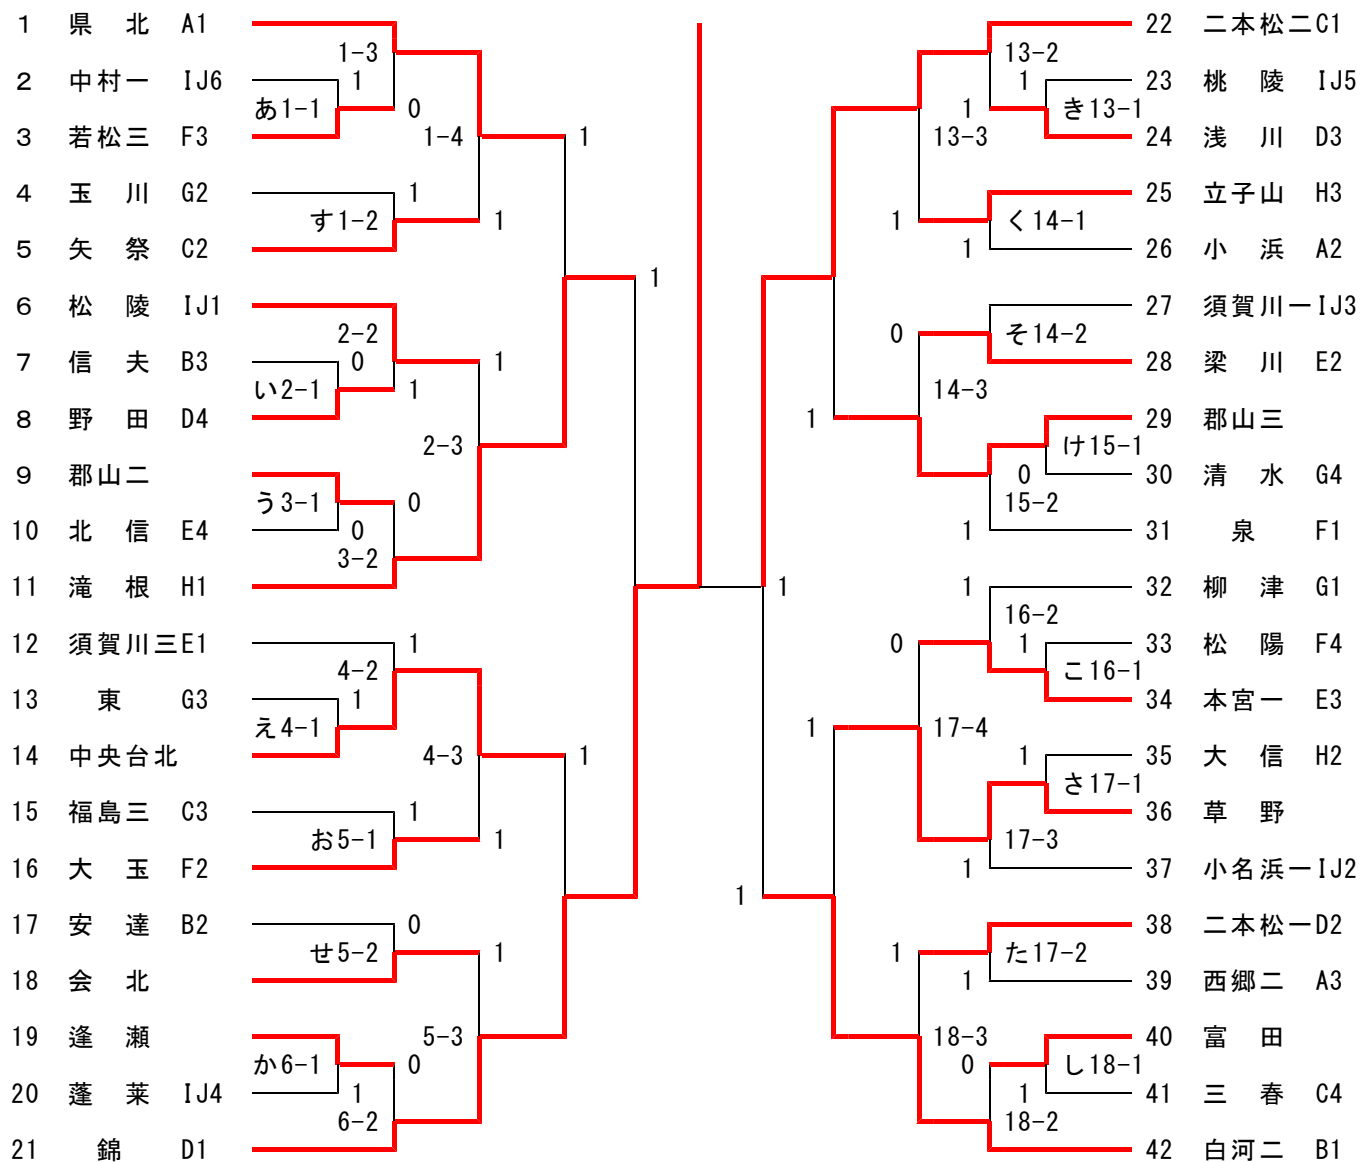 1 県 北 A1
1-3
2 中村一 IJ6
1
あ1-1
0
3 若松三 F3
1-4
1
4 玉 川 G2
1
す1-2
1
5 矢 祭 C2
1
6 松 陵 IJ1
2-2
7 信 夫 B3
0
1
い2-1
1
8 野 田 D4
2-3
9 郡山二
う3-1
0
10 北 信 E4
0
3-2
11 滝 根 H1
12 須賀川三E1
1
4-2
13 東 G3
1
え4-1
14 中央台北
4-3
1
15 福島三 C3
1
お5-1
1
16 大 玉 F2
17 安 達 B2
0
せ5-2
1
18 会 北
19 逢 瀬
5-3
か6-1
0
20 蓬 莱 IJ4
1
6-2
21 錦 D1
22 二本松二C1
13-2
1
23 桃 陵 IJ5
1
き13-1
13-3
24 浅 川 D3
25 立子山 H3
1
く14-1
1
26 小 浜 A2
27 須賀川一IJ3
0
そ14-2
28 梁 川 E2
14-3
1
29 郡山三
け15-1
0
30 清 水 G4
15-2
1
31 泉 F1
1
1
32 柳 津 G1
16-2
0
1
33 松 陽 F4
こ16-1
34 本宮一 E3
1
17-4
1
35 大 信 H2
さ17-1
36 草 野
17-3
1
37 小名浜一IJ2
1
38 二本松一D2
1
た17-2
1
39 西郷二 A3
18-3
40 富 田
0
し18-1
1
41 三 春 C4
18-2
42 白河二 B1